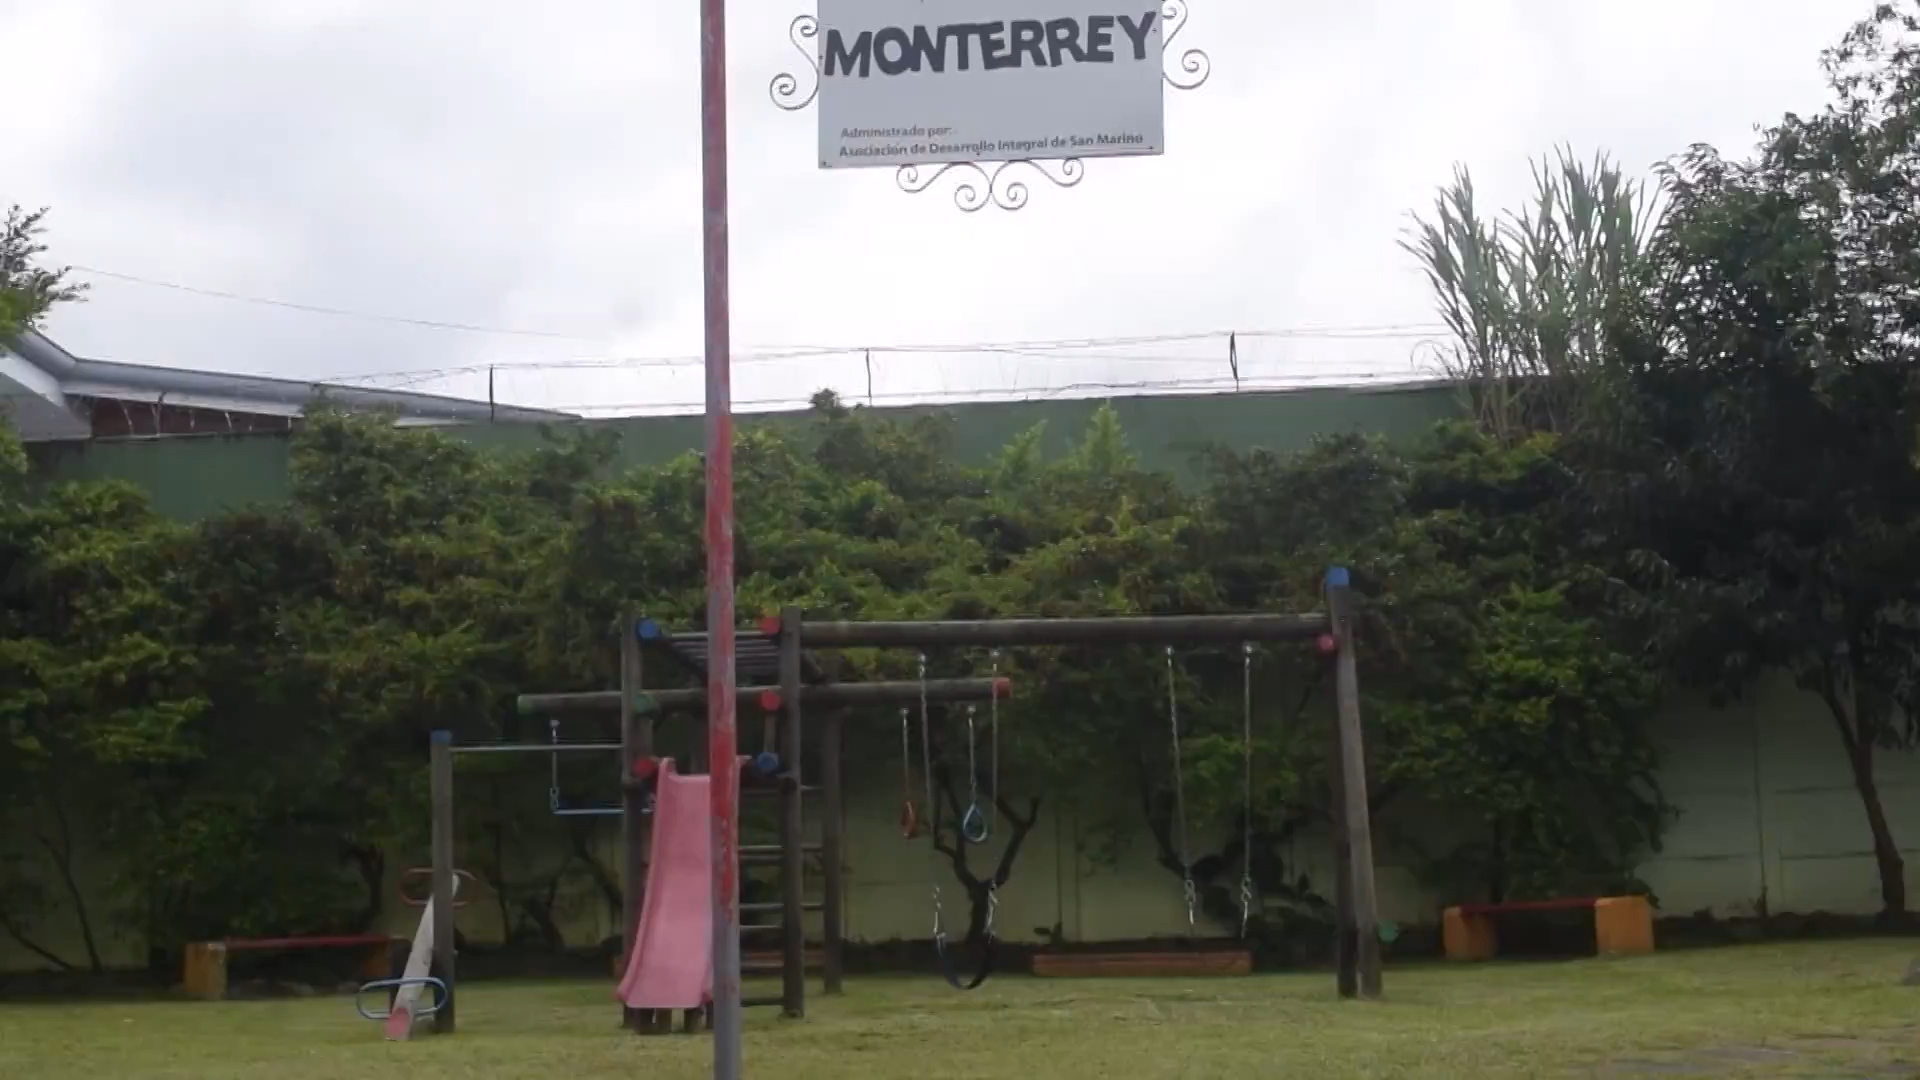 MONTERREY
Administrado por:
Asociación de Desarrollo Integral de San Marino